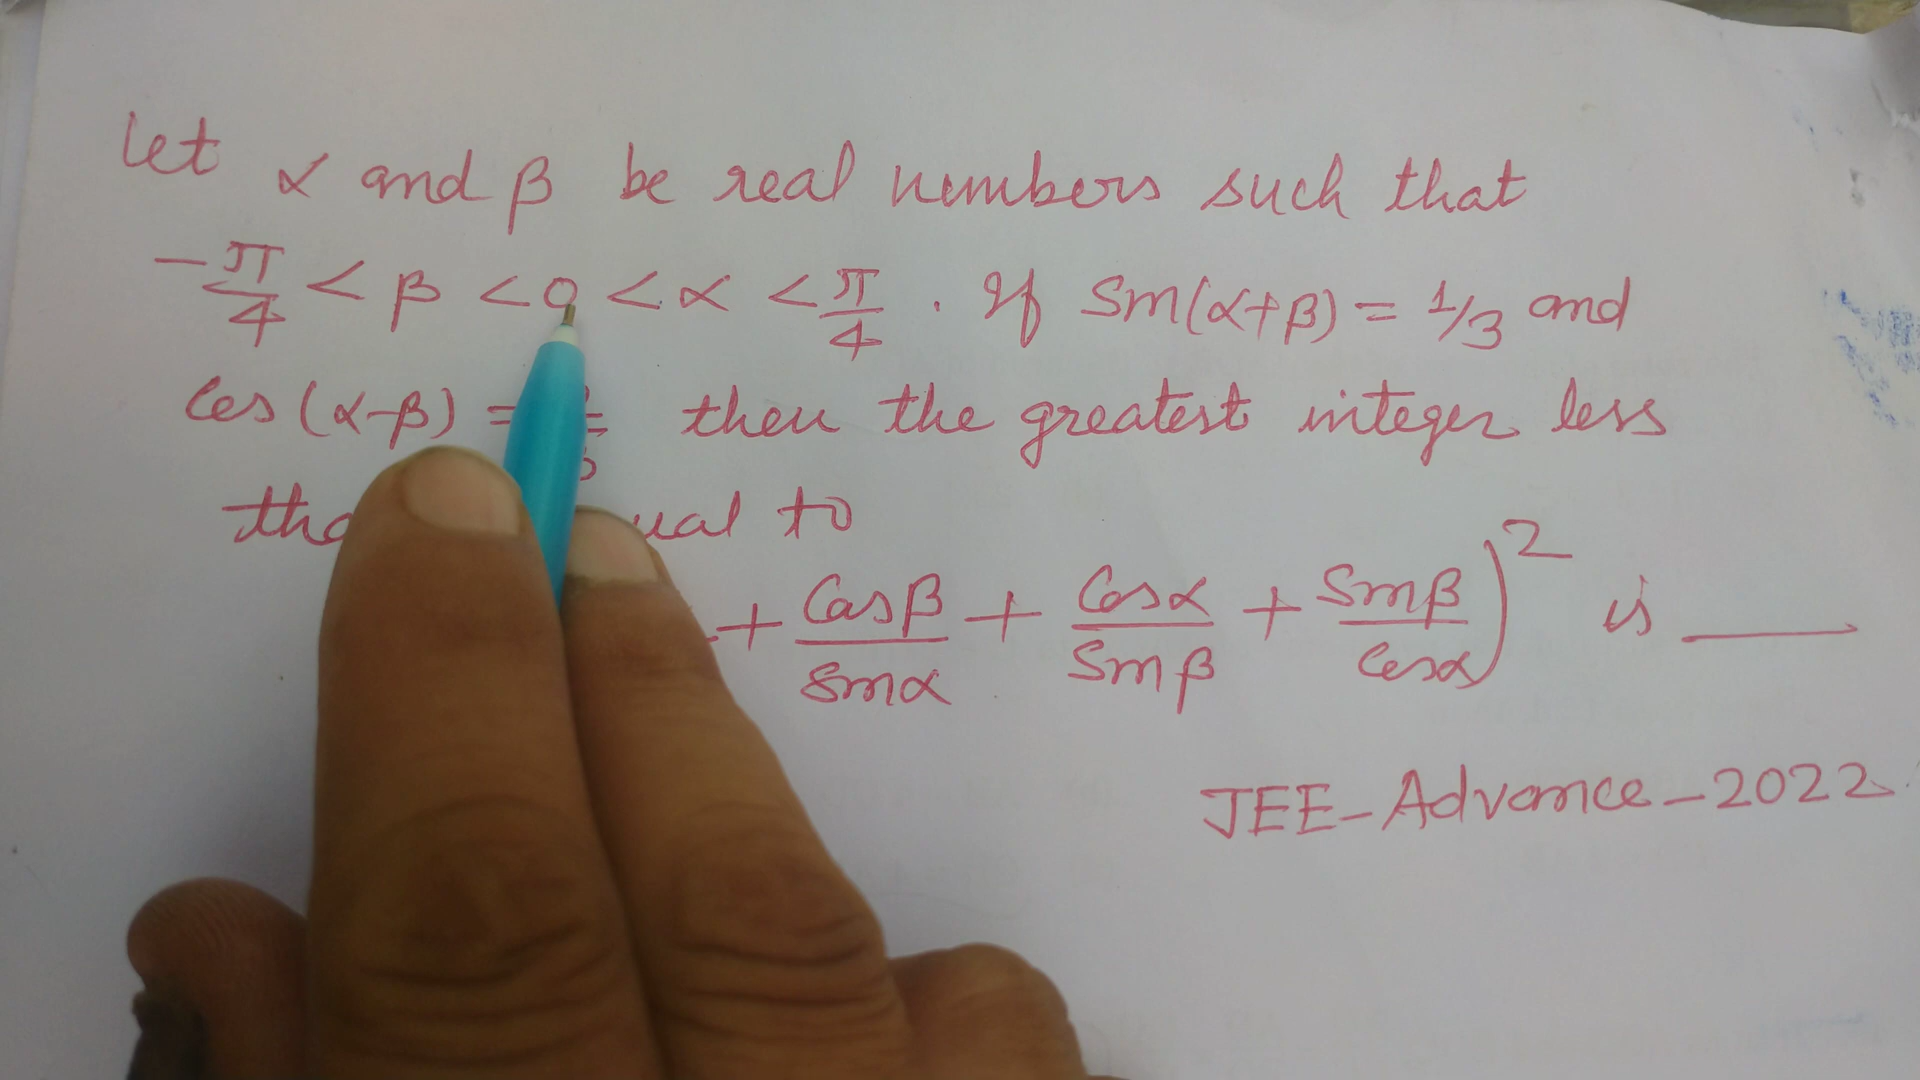 Let α and β be real numbers such that
-π/4 < β < 0 < α < π/4 . If Sin(α+β) = 1/3 and
Cos(α-β) = then the greatest integer less
ual to
+ Cosβ/Sinα + Cosα/Sinβ + Sinβ/Cosα)² is ____
JEE-Advance-2022